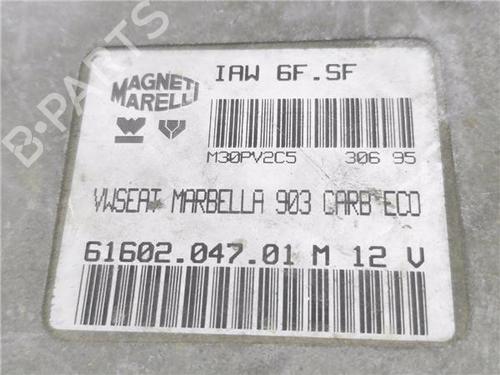 B-PARTS
MAGNETI MARELLI
IAW 6F.SF
M30PV2C5 306 95
VWSEAT MARBELLA 903 CARB ECO
61602.047.01 M 12 V